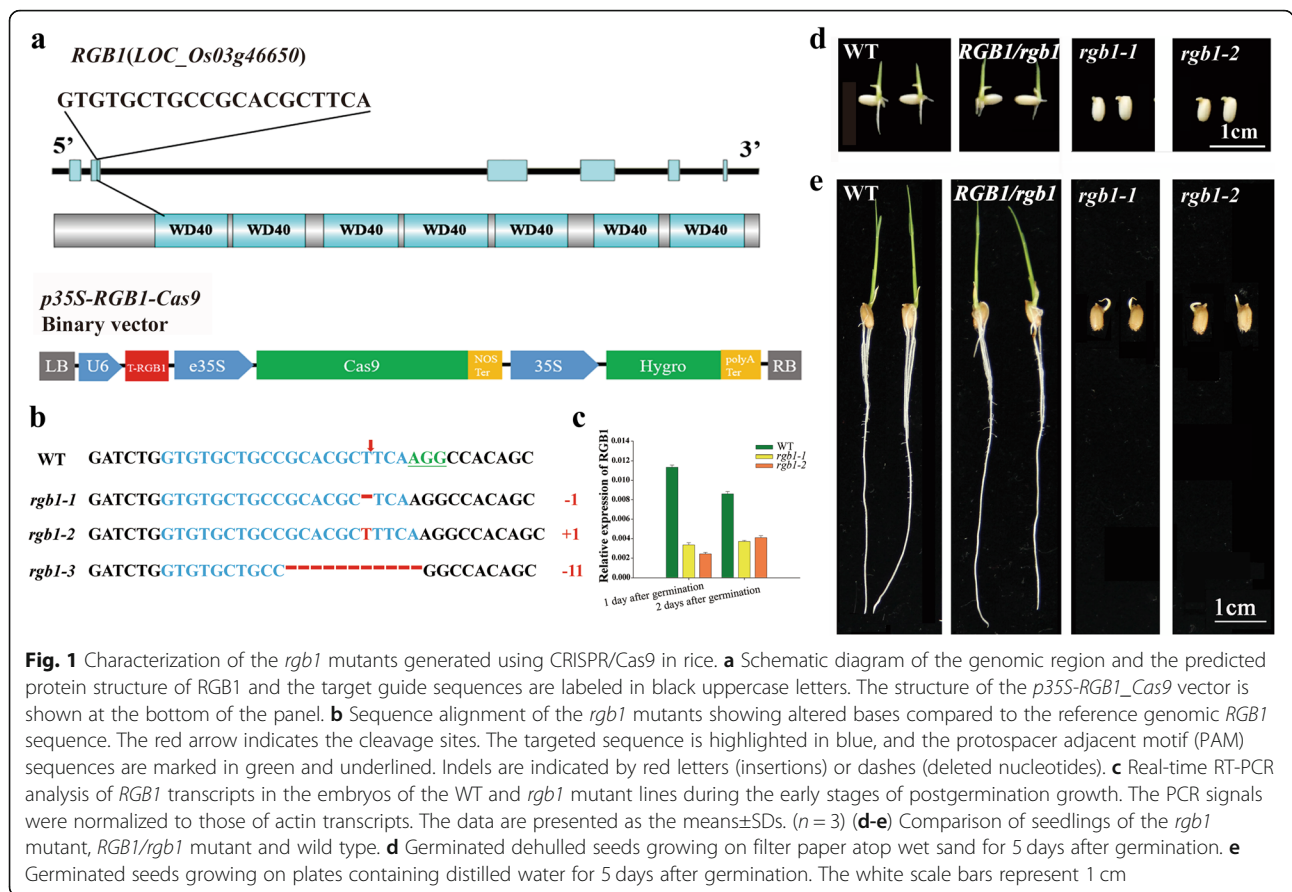 a
RGB1(LOC_Os03g46650)
GTGTGCTGCCGCACGCTTCA
5’ 3’
WD40 WD40 WD40 WD40 WD40 WD40 WD40
p35S-RGB1-Cas9
Binary vector
LB U6 T-RGB1 e35S Cas9 NOS Ter 35S Hygro polyA Ter RB
b
WT GATCTGGTGTGCTGCCGCACGCTTCAAGGCCACAGC
rgb1-1 GATCTGGTGTGCTGCCGCACGC-TCAAGGCCACAGC -1
rgb1-2 GATCTGGTGTGCTGCCGCACGCTTTCAAGGCCACAGC +1
rgb1-3 GATCTGGTGTGCTGCC-----------GGCCACAGC -11
c
Relative expression of RGB1
0.014
0.012
0.010
0.008
0.006
0.004
0.002
0.000
WT
rgb1-1
rgb1-2
1 day after germination
2 days after germination
d
WT RGB1/rgb1 rgb1-1 rgb1-2
1cm
e
WT RGB1/rgb1 rgb1-1 rgb1-2
1cm
Fig. 1 Characterization of the rgb1 mutants generated using CRISPR/Cas9 in rice. a Schematic diagram of the genomic region and the predicted
protein structure of RGB1 and the target guide sequences are labeled in black uppercase letters. The structure of the p35S-RGB1_Cas9 vector is
shown at the bottom of the panel. b Sequence alignment of the rgb1 mutants showing altered bases compared to the reference genomic RGB1
sequence. The red arrow indicates the cleavage sites. The targeted sequence is highlighted in blue, and the protospacer adjacent motif (PAM)
sequences are marked in green and underlined. Indels are indicated by red letters (insertions) or dashes (deleted nucleotides). c Real-time RT-PCR
analysis of RGB1 transcripts in the embryos of the WT and rgb1 mutant lines during the early stages of postgermination growth. The PCR signals
were normalized to those of actin transcripts. The data are presented as the means±SDs. (n = 3) (d-e) Comparison of seedlings of the rgb1
mutant, RGB1/rgb1 mutant and wild type. d Germinated dehulled seeds growing on filter paper atop wet sand for 5 days after germination. e
Germinated seeds growing on plates containing distilled water for 5 days after germination. The white scale bars represent 1 cm